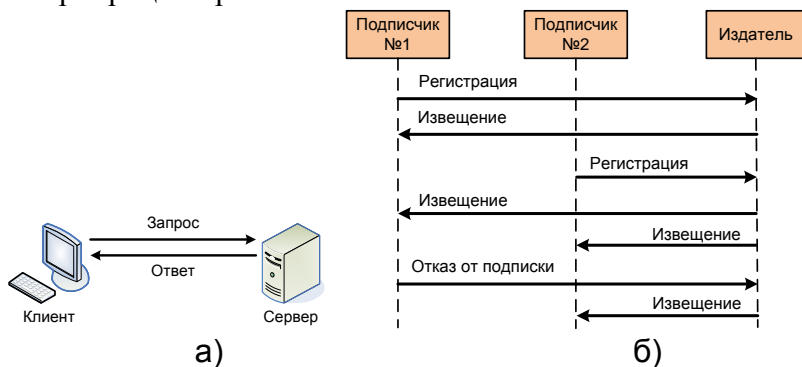 Подписчик
№1
Подписчик
№2
Издатель
Регистрация
Извещение
Регистрация
Извещение
Извещение
Отказ от подписки
Извещение
Запрос
Ответ
Клиент
Сервер
а)
б)